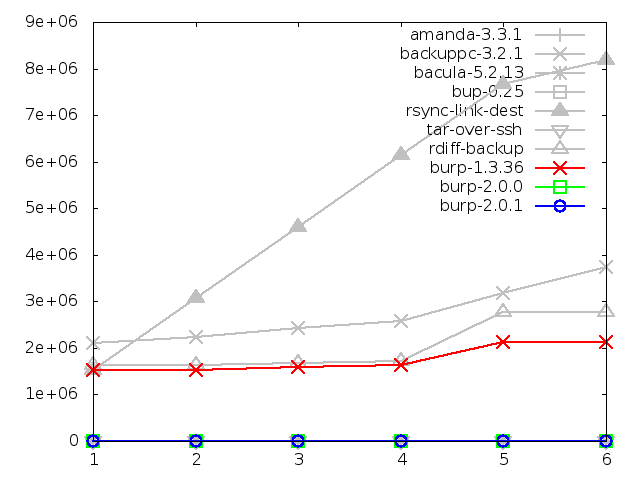 9e+06
8e+06
7e+06
6e+06
5e+06
4e+06
3e+06
2e+06
1e+06
0
1 2 3 4 5 6
amanda-3.3.1
backuppc-3.2.1
bacula-5.2.13
bup-0.25
rsync-link-dest
tar-over-ssh
rdiff-backup
burp-1.3.36
burp-2.0.0
burp-2.0.1